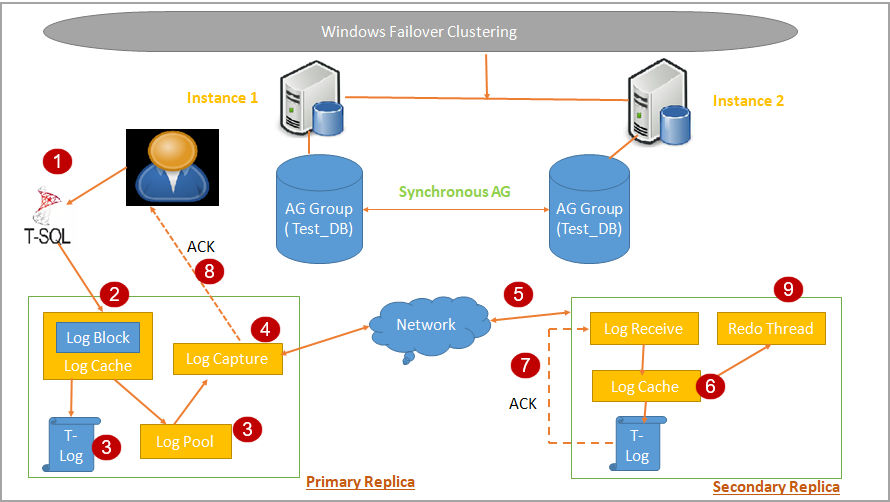 Windows Failover Clustering
Instance 1
Instance 2
1
T-SQL
AG Group
( Test_DB)
Synchronous AG
AG Group
(Test_DB)
ACK
8
2
Log Block
Log Cache
4
Log Capture
T-
Log
3
Log Pool
3
Primary Replica
Network
5
9
Log Receive
Redo Thread
7
ACK
Log Cache
6
T-
Log
Secondary Replica